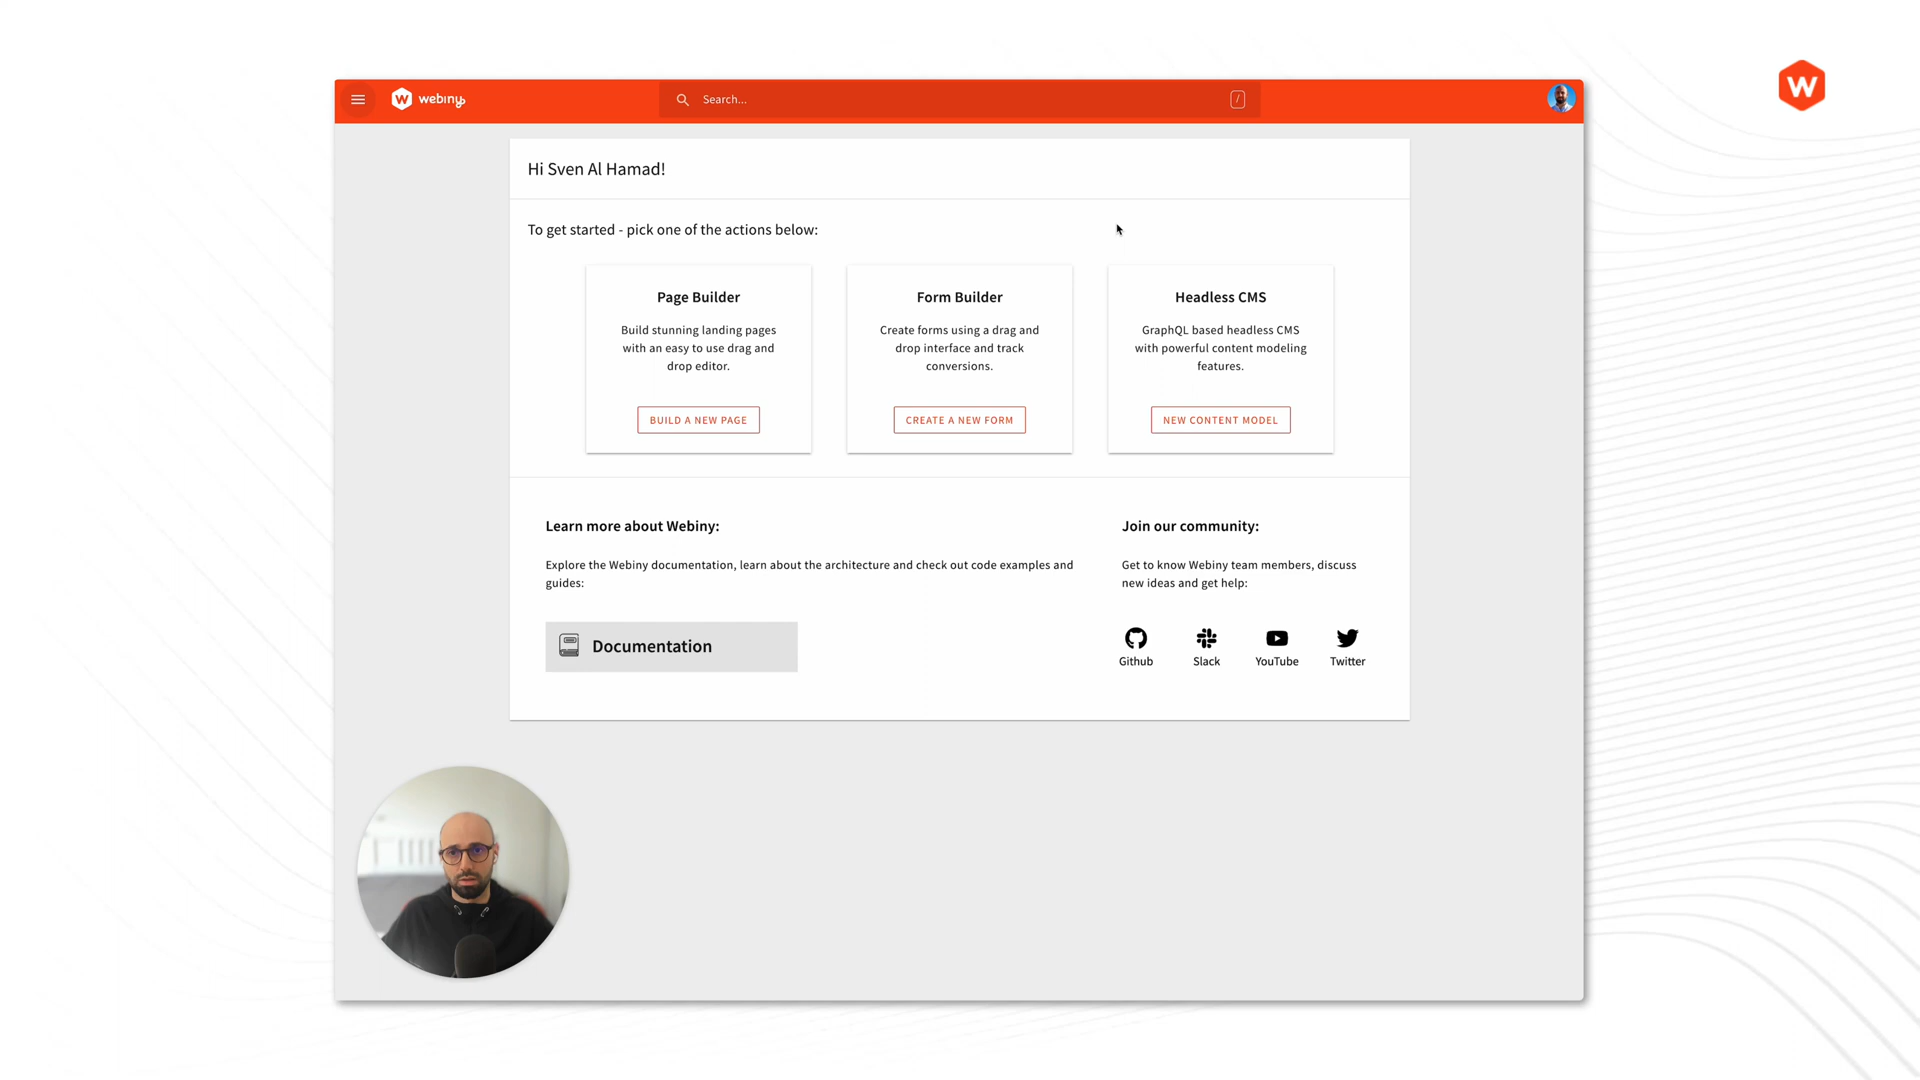 webiny
Search...
/
W
Hi Sven Al Hamad!
To get started - pick one of the actions below:
Page Builder
Build stunning landing pages
with an easy to use drag and
drop editor.
BUILD A NEW PAGE
Form Builder
Create forms using a drag and
drop interface and track
conversions.
CREATE A NEW FORM
Headless CMS
GraphQL based headless CMS
with powerful content modeling
features.
NEW CONTENT MODEL
Learn more about Webiny:
Explore the Webiny documentation, learn about the architecture and check out code examples and
guides:
Documentation
Join our community:
Get to know Webiny team members, discuss
new ideas and get help:
Github
Slack
YouTube
Twitter